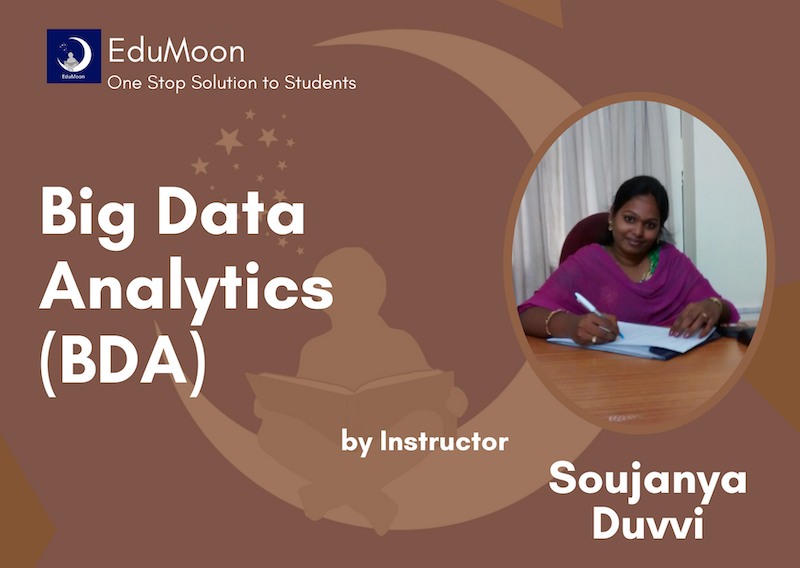 EduMoon
EduMoon
One Stop Solution to Students
Big Data
Analytics
(BDA)
by Instructor
Soujanya
Duvvi